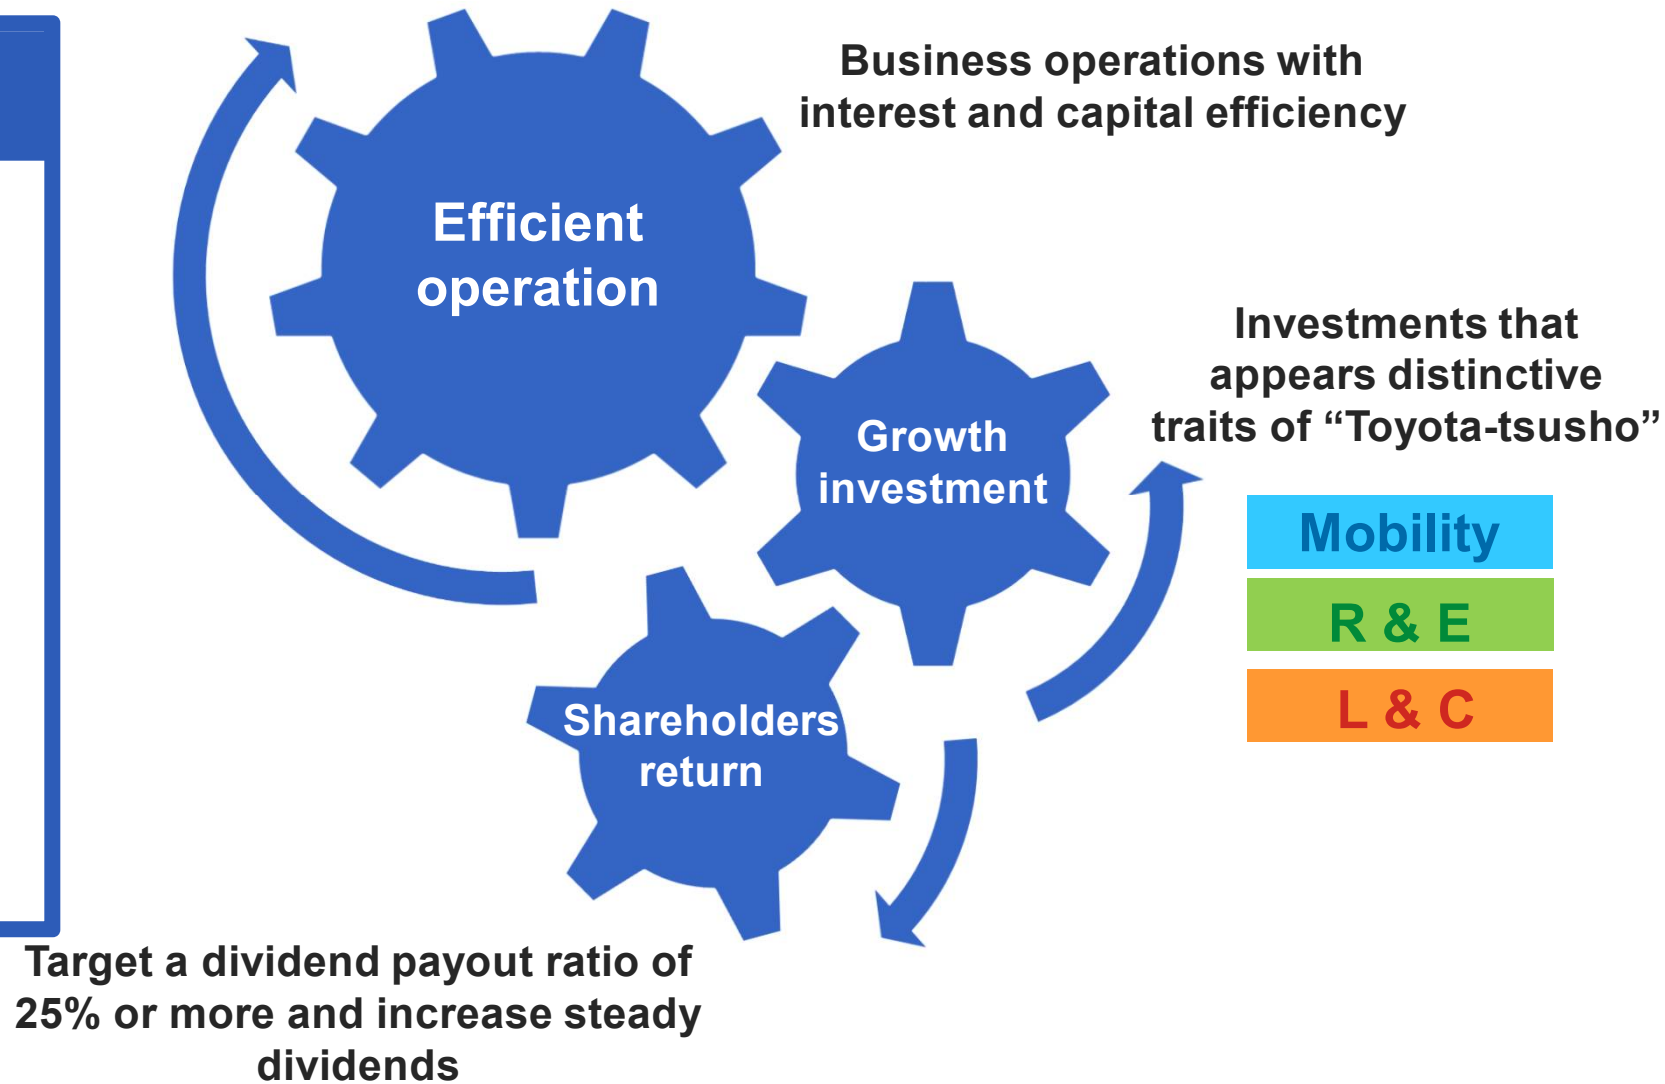 Business operations with
interest and capital efficiency
Efficient
operation
Investments that
appears distinctive
traits of “Toyota-tsusho”
Growth
investment
Mobility
R & E
L & C
Shareholders
return
Target a dividend payout ratio of
25% or more and increase steady
dividends